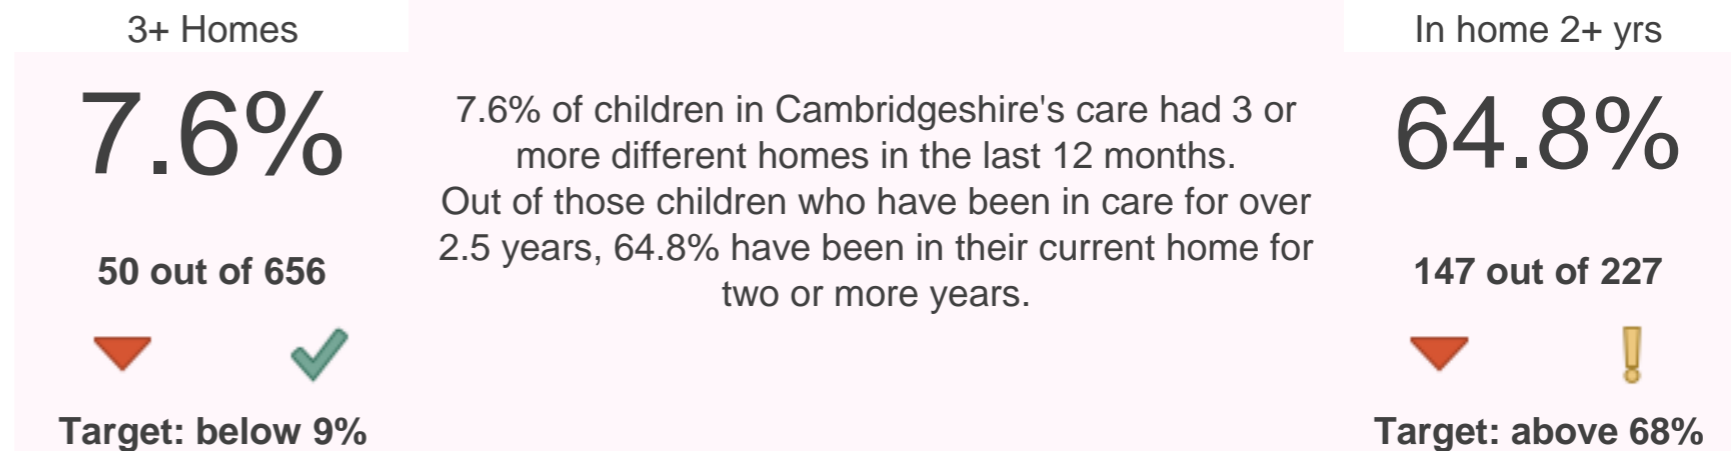 3+ Homes
7.6%
50 out of 656
Target: below 9%
7.6% of children in Cambridgeshire's care had 3 or
more different homes in the last 12 months.
Out of those children who have been in care for over
2.5 years, 64.8% have been in their current home for
two or more years.
In home 2+ yrs
64.8%
147 out of 227
Target: above 68%